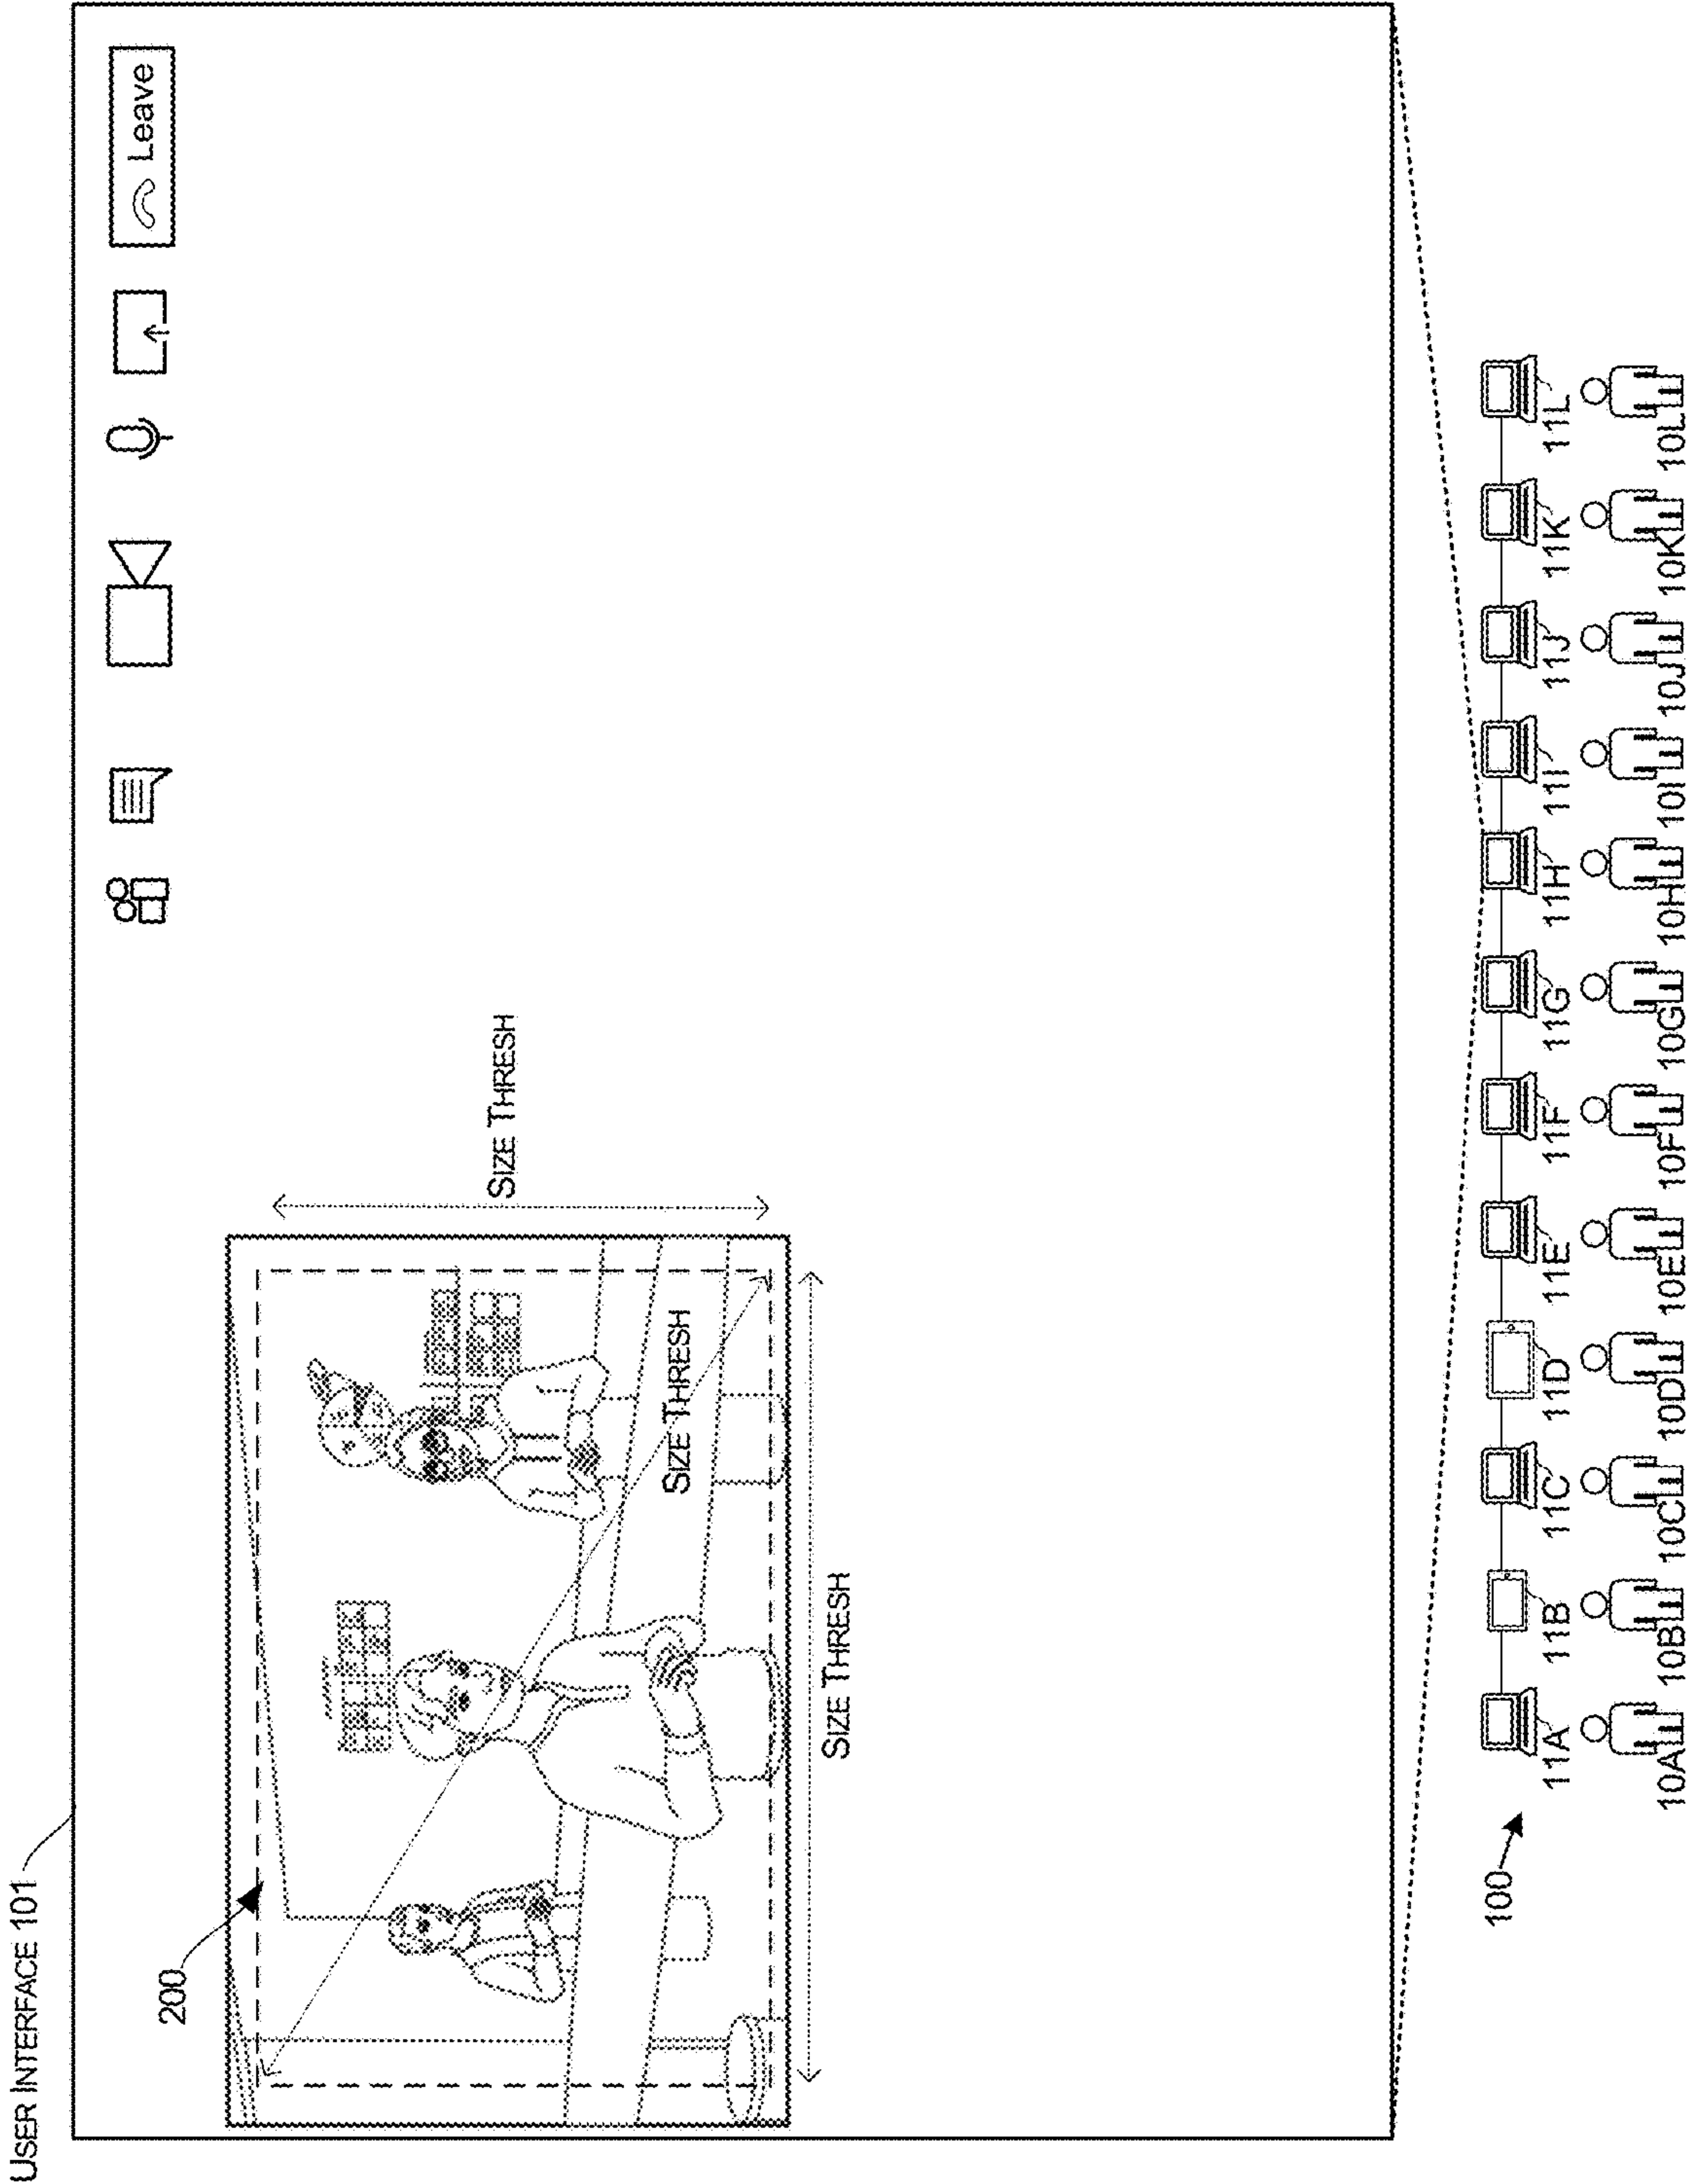 USER INTERFACE 101
Leave
200
SIZE THRESH
SIZE THRESH
SIZE THRESH
100
11A 11B 11C 11D 11E 11F 11G 11H 11I 11J 11K 11L
10A 10B 10C 10D 10E 10F 10G 10H 10I 10J 10K 10L